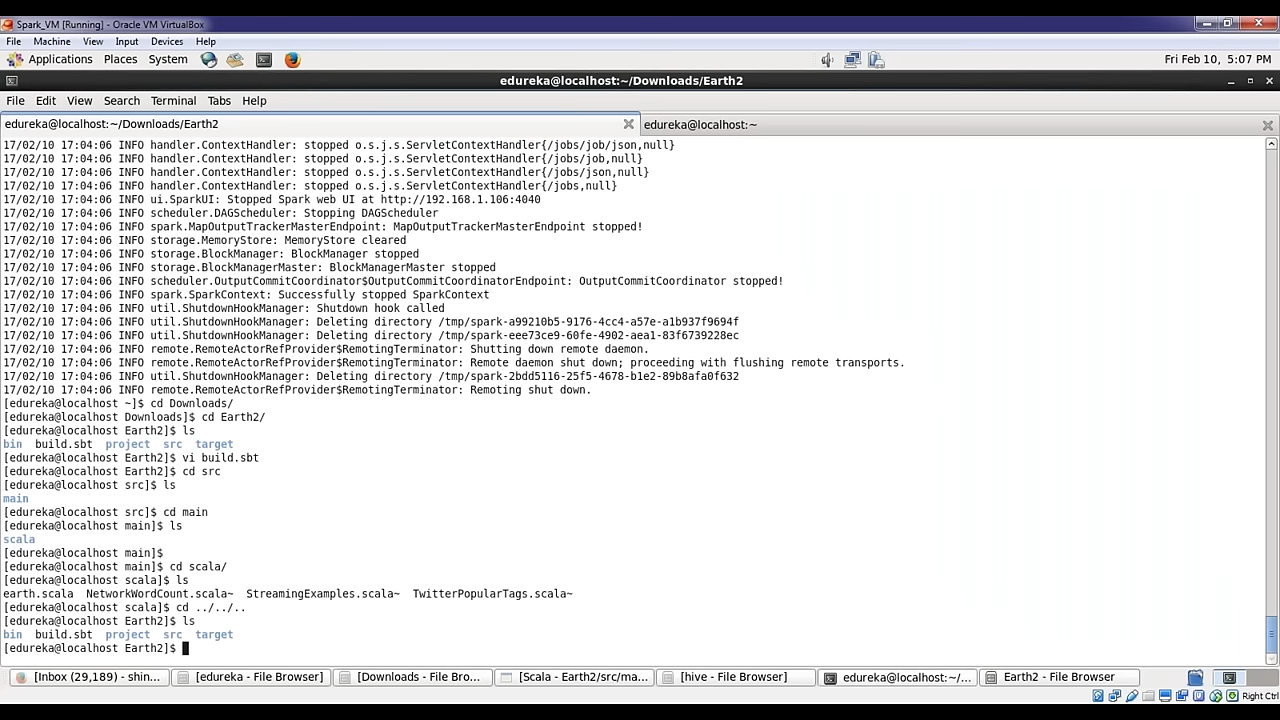 Spark_VM [Running] - Oracle VM VirtualBox
File Machine View Input Devices Help
Applications Places System Fri Feb 10, 5:07 PM
edureka@localhost:~/Downloads/Earth2
File Edit View Search Terminal Tabs Help
edureka@localhost:~/Downloads/Earth2 edureka@localhost:~
17/02/10 17:04:06 INFO handler.ContextHandler: stopped o.s.j.s.ServletContextHandler{/jobs/job/json,null}
17/02/10 17:04:06 INFO handler.ContextHandler: stopped o.s.j.s.ServletContextHandler{/jobs/job,null}
17/02/10 17:04:06 INFO handler.ContextHandler: stopped o.s.j.s.ServletContextHandler{/jobs/json,null}
17/02/10 17:04:06 INFO handler.ContextHandler: stopped o.s.j.s.ServletContextHandler{/jobs,null}
17/02/10 17:04:06 INFO ui.SparkUI: Stopped Spark web UI at http://192.168.1.106:4040
17/02/10 17:04:06 INFO scheduler.DAGScheduler: Stopping DAGScheduler
17/02/10 17:04:06 INFO spark.MapOutputTrackerMasterEndpoint: MapOutputTrackerMasterEndpoint stopped!
17/02/10 17:04:06 INFO storage.MemoryStore: MemoryStore cleared
17/02/10 17:04:06 INFO storage.BlockManager: BlockManager stopped
17/02/10 17:04:06 INFO storage.BlockManagerMaster: BlockManagerMaster stopped
17/02/10 17:04:06 INFO scheduler.OutputCommitCoordinator$OutputCommitCoordinatorEndpoint: OutputCommitCoordinator stopped!
17/02/10 17:04:06 INFO spark.SparkContext: Successfully stopped SparkContext
17/02/10 17:04:06 INFO util.ShutdownHookManager: Shutdown hook called
17/02/10 17:04:06 INFO util.ShutdownHookManager: Deleting directory /tmp/spark-a99210b5-9176-4cc4-a57e-a1b937f9694f
17/02/10 17:04:06 INFO util.ShutdownHookManager: Deleting directory /tmp/spark-eee73ce9-60fe-4902-aea1-83f6739228ec
17/02/10 17:04:06 INFO remote.RemoteActorRefProvider$RemotingTerminator: Shutting down remote daemon.
17/02/10 17:04:06 INFO remote.RemoteActorRefProvider$RemotingTerminator: Remote daemon shut down; proceeding with flushing remote transports.
17/02/10 17:04:06 INFO util.ShutdownHookManager: Deleting directory /tmp/spark-2bdd5116-25f5-4678-b1e2-89b8afa0f632
17/02/10 17:04:06 INFO remote.RemoteActorRefProvider$RemotingTerminator: Remoting shut down.
[edureka@localhost ~]$ cd Downloads/
[edureka@localhost Downloads]$ cd Earth2/
[edureka@localhost Earth2]$ ls
bin build.sbt project src target
[edureka@localhost Earth2]$ vi build.sbt
[edureka@localhost Earth2]$ cd src
[edureka@localhost src]$ ls
main
[edureka@localhost src]$ cd main
[edureka@localhost main]$ ls
scala
[edureka@localhost main]$
[edureka@localhost main]$ cd scala/
[edureka@localhost scala]$ ls
earth.scala NetworkWordCount.scala~ StreamingExamples.scala~ TwitterPopularTags.scala~
[edureka@localhost scala]$ cd ../../..
[edureka@localhost Earth2]$ ls
bin build.sbt project src target
[edureka@localhost Earth2]$
[Inbox (29,189) - shin... [edureka - File Browser] [Downloads - File Bro... [Scala - Earth2/src/ma... [hive - File Browser] edureka@localhost:~/... Earth2 - File Browser
Right Ctrl